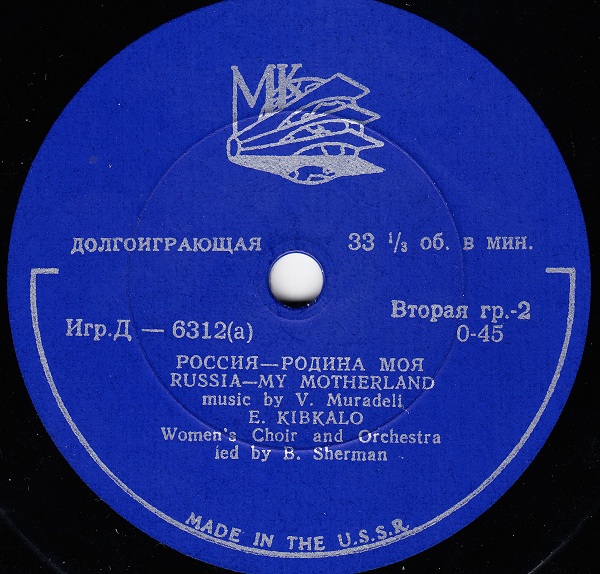 МК
ДОЛГОИГРАЮЩАЯ 33 ⅓ об. в мин.
Вторая гр.-2
Игр.Д — 6312(а) 0-45
РОССИЯ—РОДИНА МОЯ
RUSSIA—MY MOTHERLAND
music by V. Muradeli
E. KIBKALO
Women's Choir and Orchestra
led by B. Sherman
MADE IN THE U.S.S.R.